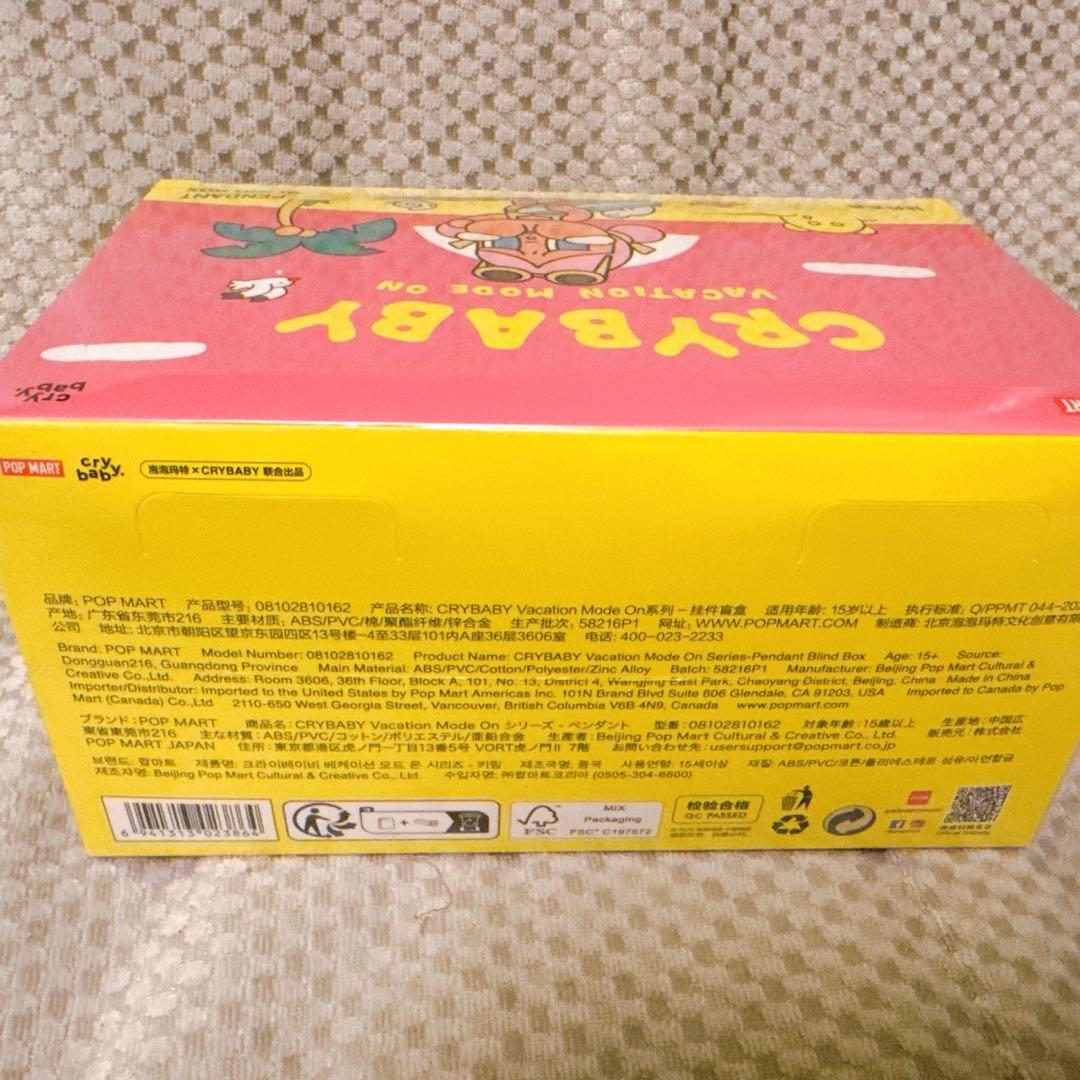 PENDANT
CRYBABY
VACATION MODE ON
cry baby.
POP MART
cry baby.
泡泡玛特×CRYBABY 联合出品
品牌: POP MART 产品型号: 08102810162 产品名称: CRYBABY Vacation Mode On系列 - 挂件盲盒 适用年龄: 15岁以上 执行标准: Q/PPMT 044-202
产地: 广东省东莞市216 主要材质: ABS/PVC/棉/聚酯纤维/锌合金 生产批次: 58216P1 网址: WWW.POPMART.COM 制造商: 北京泡泡玛特文化创意有限
公司 地址: 北京市朝阳区望京东园四区13号楼-4至33层101内A座36层3606室 电话: 400-023-2233
Brand: POP MART Model Number: 08102810162 Product Name: CRYBABY Vacation Mode On Series-Pendant Blind Box Age: 15+ Source:
Dongguan216, Guangdong Province Main Material: ABS/PVC/Cotton/Polyester/Zinc Alloy Batch: 58216P1 Manufacturer: Beijing Pop Mart Cultural &
Creative Co.,Ltd. Address: Room 3606, 36th Floor, Block A, 101, No. 13, District 4, Wangjing East Park, Chaoyang District, Beijing, China Made in China
Importer/Distributor: Imported to the United States by Pop Mart Americas Inc. 101N Brand Blvd Suite 606 Glendale, CA 91203, USA Imported to Canada by Pop
Mart (Canada) Co.,Ltd 2110-650 West Georgia Street, Vancouver, British Columbia V6B 4N9, Canada www.popmart.com
ブランド: POP MART 商品名: CRYBABY Vacation Mode On シリーズ - ペンダント 型番: 08102810162 対象年齢: 15歳以上 生産地: 中国広
東省東莞市216 主な材質: ABS/PVC/コットン/ポリエステル/亜鉛合金 生産者: Beijing Pop Mart Cultural & Creative Co., Ltd. 販売元: 株式会社
POP MART JAPAN 住所: 東京都港区虎ノ門一丁目13番5号 VORT虎ノ門II 7階 お問い合わせ先: usersupport@popmart.co.jp
브랜드: 팝마트 제품명: 크라이베이비 베케이션 모드 온 시리즈 - 키링 제조국명: 중국 사용연령: 15세이상 재질: ABS/PVC/코튼/폴리에스테르 섬유/아연합금
제조자명: Beijing Pop Mart Cultural & Creative Co., Ltd. 수입자명: ㈜팝마트코리아 (0505-304-6600)
6 941313 023864
FSC
MIX
Packaging
FSC™ C197572
检验合格
QC PASSED